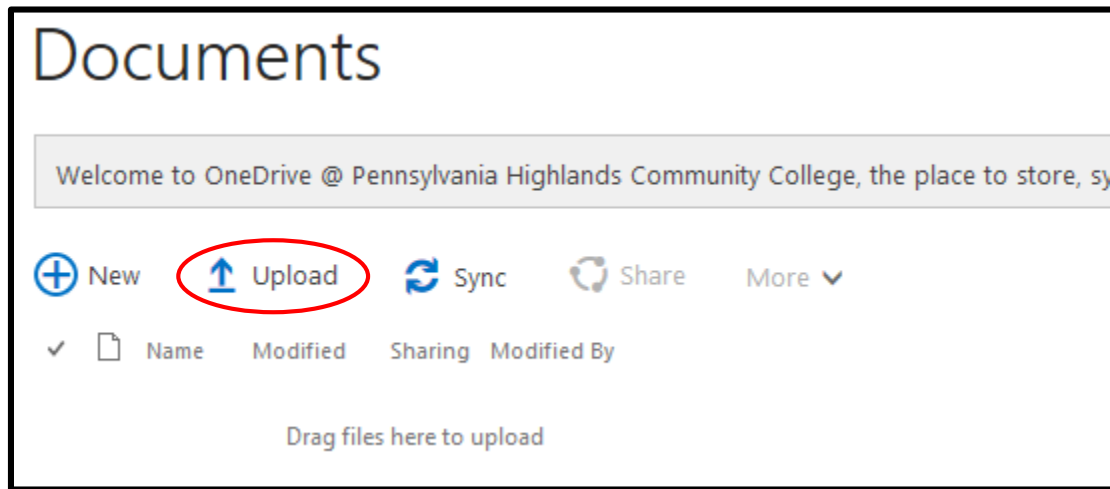 Documents
Welcome to OneDrive @ Pennsylvania Highlands Community College, the place to store, sy
New Upload Sync Share More
Name Modified Sharing Modified By
Drag files here to upload